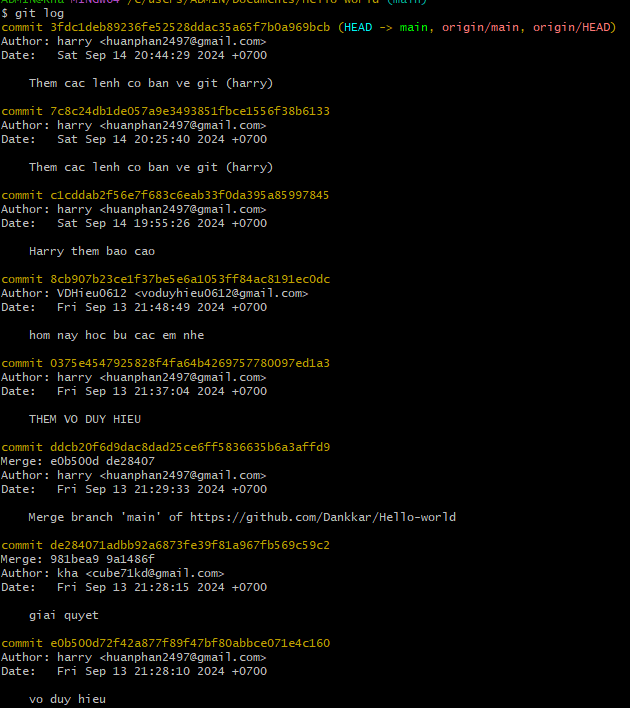 $ git log
commit 3fdc1deb89236fe52528ddac35a65f7b0a969bcb (HEAD -> main, origin/main, origin/HEAD)
Author: harry <huanphan2497@gmail.com>
Date:   Sat Sep 14 20:44:29 2024 +0700
Them cac lenh co ban ve git (harry)
commit 7c8c24db1de057a9e3493851fbce1556f38b6133
Author: harry <huanphan2497@gmail.com>
Date:   Sat Sep 14 20:25:40 2024 +0700
Them cac lenh co ban ve git (harry)
commit c1cddab2f56e7f683c6eab33f0da395a85997845
Author: harry <huanphan2497@gmail.com>
Date:   Sat Sep 14 19:55:26 2024 +0700
Harry them bao cao
commit 8cb907b23ce1f37be5e6a1053ff84ac8191ec0dc
Author: VDHieu0612 <voduyhieu0612@gmail.com>
Date:   Fri Sep 13 21:48:49 2024 +0700
hom nay hoc bu cac em nhe
commit 0375e4547925828f4fa64b4269757780097ed1a3
Author: harry <huanphan2497@gmail.com>
Date:   Fri Sep 13 21:37:04 2024 +0700
THEM VO DUY HIEU
commit ddcb20f6d9dac8dad25ce6ff5836635b6a3affd9
Merge: e0b500d de28407
Author: harry <huanphan2497@gmail.com>
Date:   Fri Sep 13 21:29:33 2024 +0700
Merge branch 'main' of https://github.com/Dankkar/Hello-world
commit de284071adbb92a6873fe39f81a967fb569c59c2
Merge: 981bea9 9a1486f
Author: kha <cube71kd@gmail.com>
Date:   Fri Sep 13 21:28:15 2024 +0700
giai quyet
commit e0b500d72f42a877f89f47bf80abbce071e4c160
Author: harry <huanphan2497@gmail.com>
Date:   Fri Sep 13 21:28:10 2024 +0700
vo duy hieu